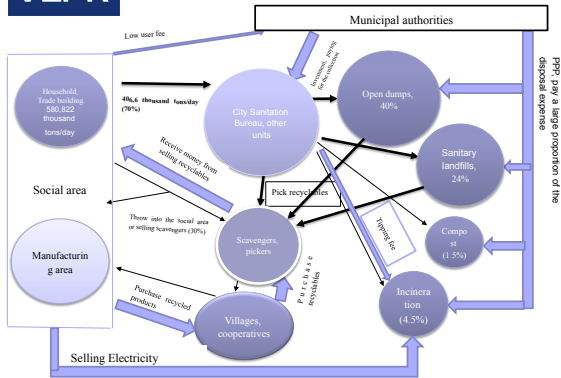 Municipal authorities
Low user fee
Investment, paying
for the collection
PPP, pay a large proportion of the
disposal expense
Household,
Trade building
580,822
thousand
tons/day
406,6 thousand tons/day
(70%)
City Sanitation
Bureau, other
units
Open dumps,
40%
Sanitary
landfills,
24%
Receive money from
selling recyclables
Pick recyclables
Social area
Throw into the social area
or selling scavengers (30%)
Scavengers,
pickers
Tipping fee
Compo
st
(1.5%)
Manufacturin
g area
Purchase recycled
products
Purchase
recyclables
Incinera
tion
(4.5%)
Villages,
cooperatives
Selling Electricity